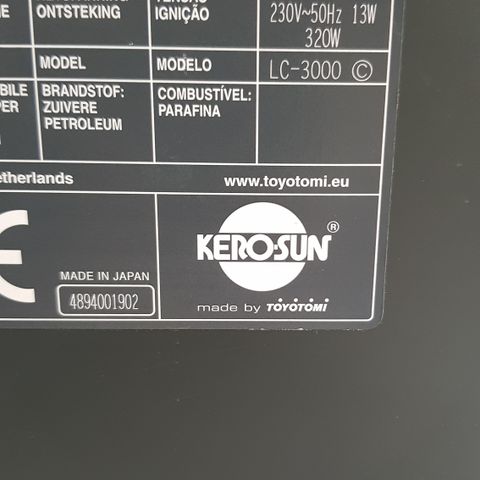 ONTSTEKING
IGNIÇÃO
230V~50Hz 13W
320W
MODEL
MODELO
LC-3000 ©
BRANDSTOF:
ZUIVERE
PETROLEUM
COMBUSTÍVEL:
PARAFINA
www.toyotomi.eu
CE
MADE IN JAPAN
4894001902
KERO-SUN ®
made by TOYOTOMI